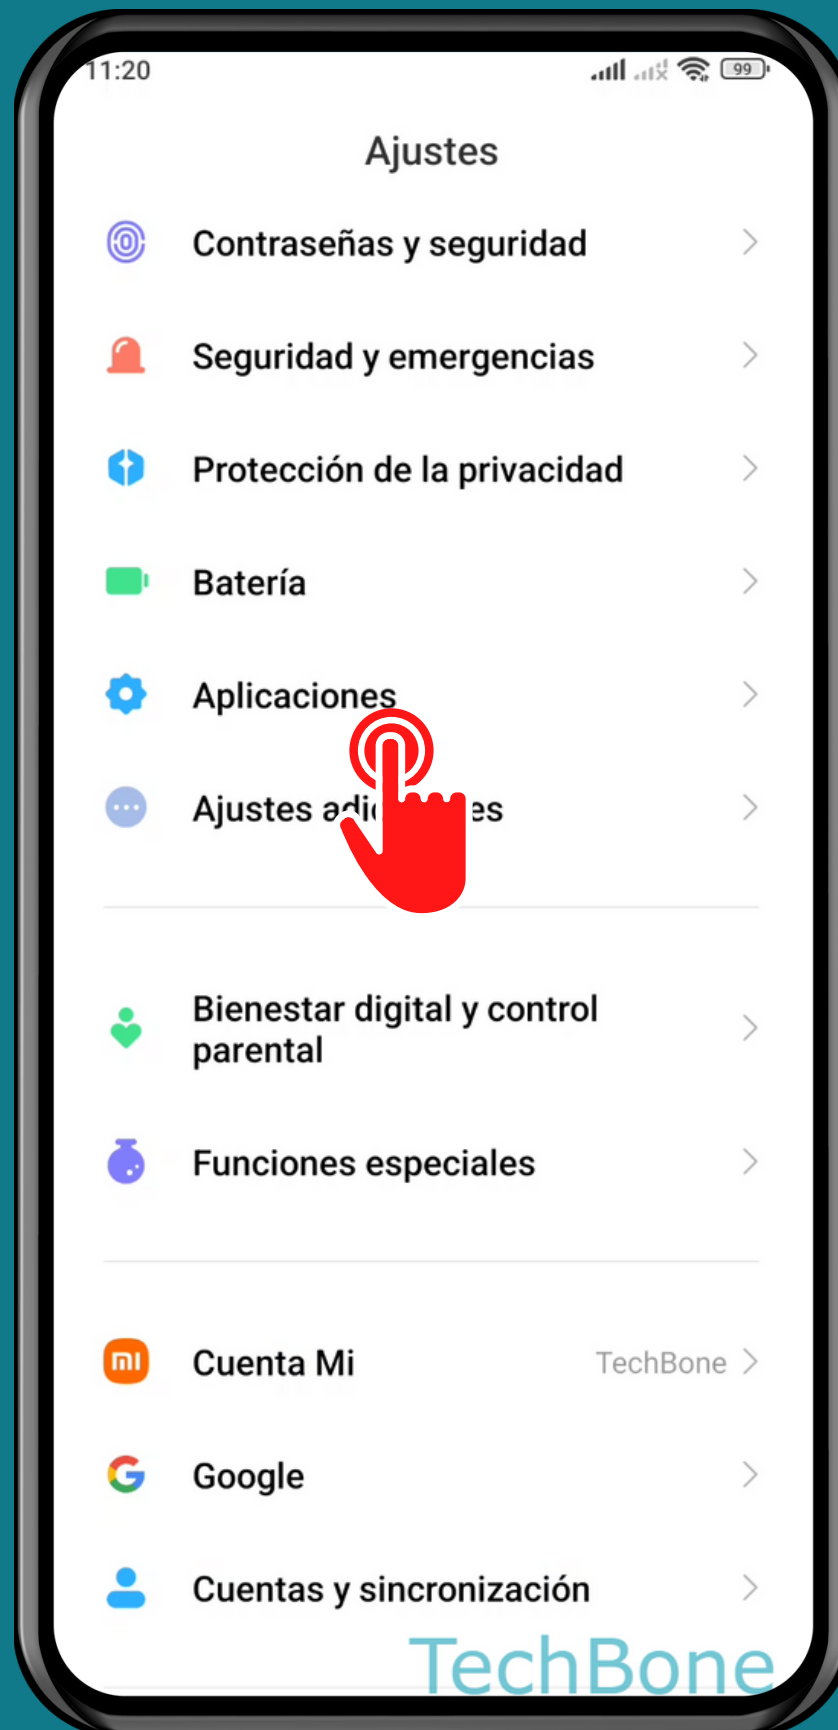 11:20
99
Ajustes
Contraseñas y seguridad
Seguridad y emergencias
Protección de la privacidad
Batería
Aplicaciones
Ajustes
Bienestar digital y control
parental
Funciones especiales
Cuenta Mi
TechBone
Google
Cuentas y sincronización
TechBone